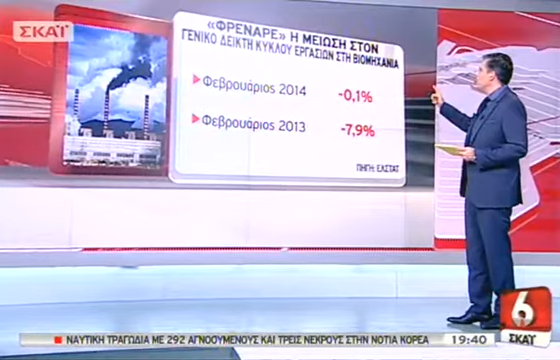 ΣΚΑΪ
«ΦΡΕΝΑΡΕ» Η ΜΕΙΩΣΗ ΣΤΟΝ
ΓΕΝΙΚΟ ΔΕΙΚΤΗ ΚΥΚΛΟΥ ΕΡΓΑΣΙΩΝ ΣΤΗ ΒΙΟΜΗΧΑΝΙΑ
Φεβρουάριος 2014 -0,1%
Φεβρουάριος 2013 -7,9%
ΠΗΓΗ: ΕΛΣΤΑΤ
6
ΣΚΑΪ
ΝΑΥΤΙΚΗ ΤΡΑΓΩΔΙΑ ΜΕ 292 ΑΓΝΟΟΥΜΕΝΟΥΣ ΚΑΙ ΤΡΕΙΣ ΝΕΚΡΟΥΣ ΣΤΗΝ ΝΟΤΙΑ ΚΟΡΕΑ 19:40